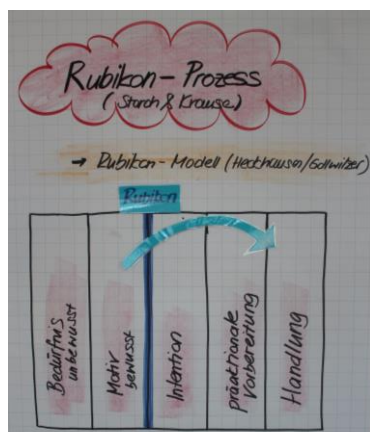 Rubikon-Prozess
(Storch & Krause)
→ Rubikon-Modell (Heckhausen/Gollwitzer)
Rubikon
Bedürfnis
unbewusst
Motiv
bewusst
Intention
präaktionale
Vorbereitung
Handlung